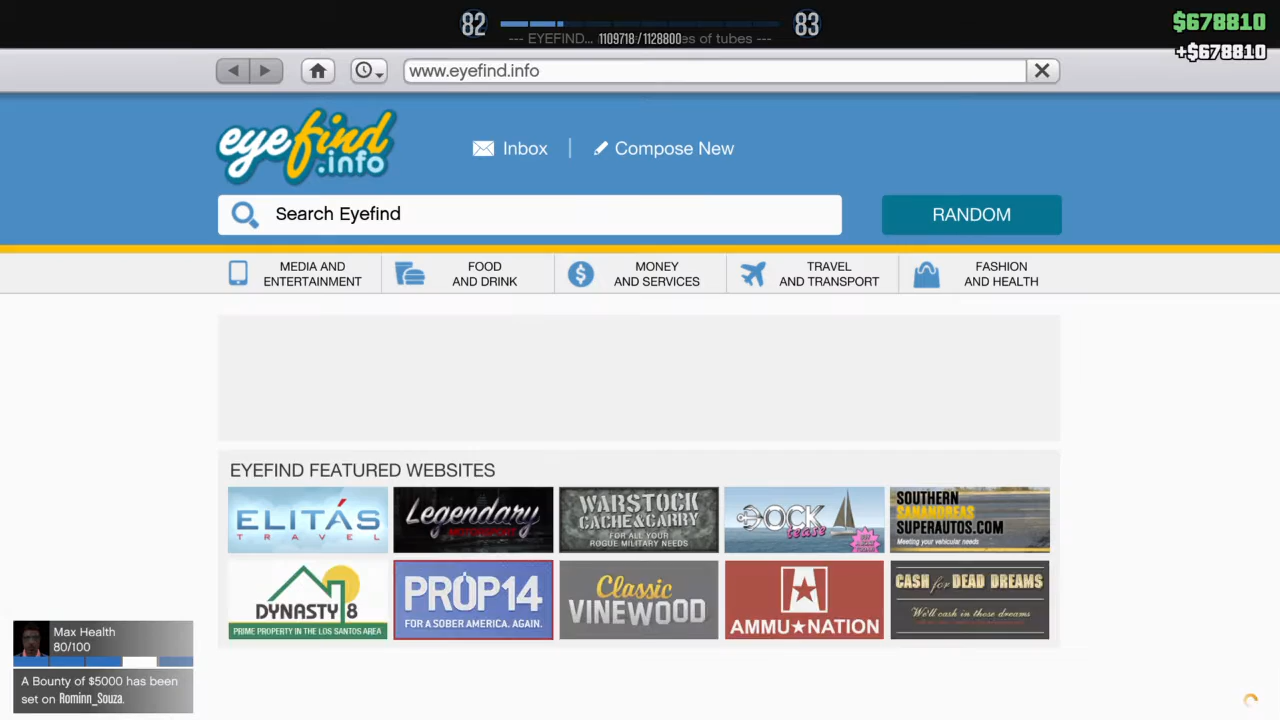 82
83
$678810
--- EYEFIND... 1109718 / 1128800 es of tubes ---
+$678810
www.eyefind.info
eyefind
.info
Inbox
Compose New
Search Eyefind
RANDOM
MEDIA AND
ENTERTAINMENT
FOOD
AND DRINK
MONEY
AND SERVICES
TRAVEL
AND TRANSPORT
FASHION
AND HEALTH
EYEFIND FEATURED WEBSITES
ELITÁS
TRAVEL
Legendary
MOTORSPORT
WARSTOCK
CACHE&CARRY
FOR ALL YOUR
ROGUE MILITARY NEEDS
DOCK
tease
SOUTHERN
SANANDREAS
SUPERAUTOS.COM
Meeting your vehicular needs
DYNASTY 8
PRIME PROPERTY IN THE LOS SANTOS AREA
PROP14
FOR A SOBER AMERICA. AGAIN.
Classic
VINEWOOD
A
AMMU★NATION
CASH for DEAD DREAMS
We'll cash in those dreams
Max Health
80/100
A Bounty of $5000 has been
set on Rominn_Souza.